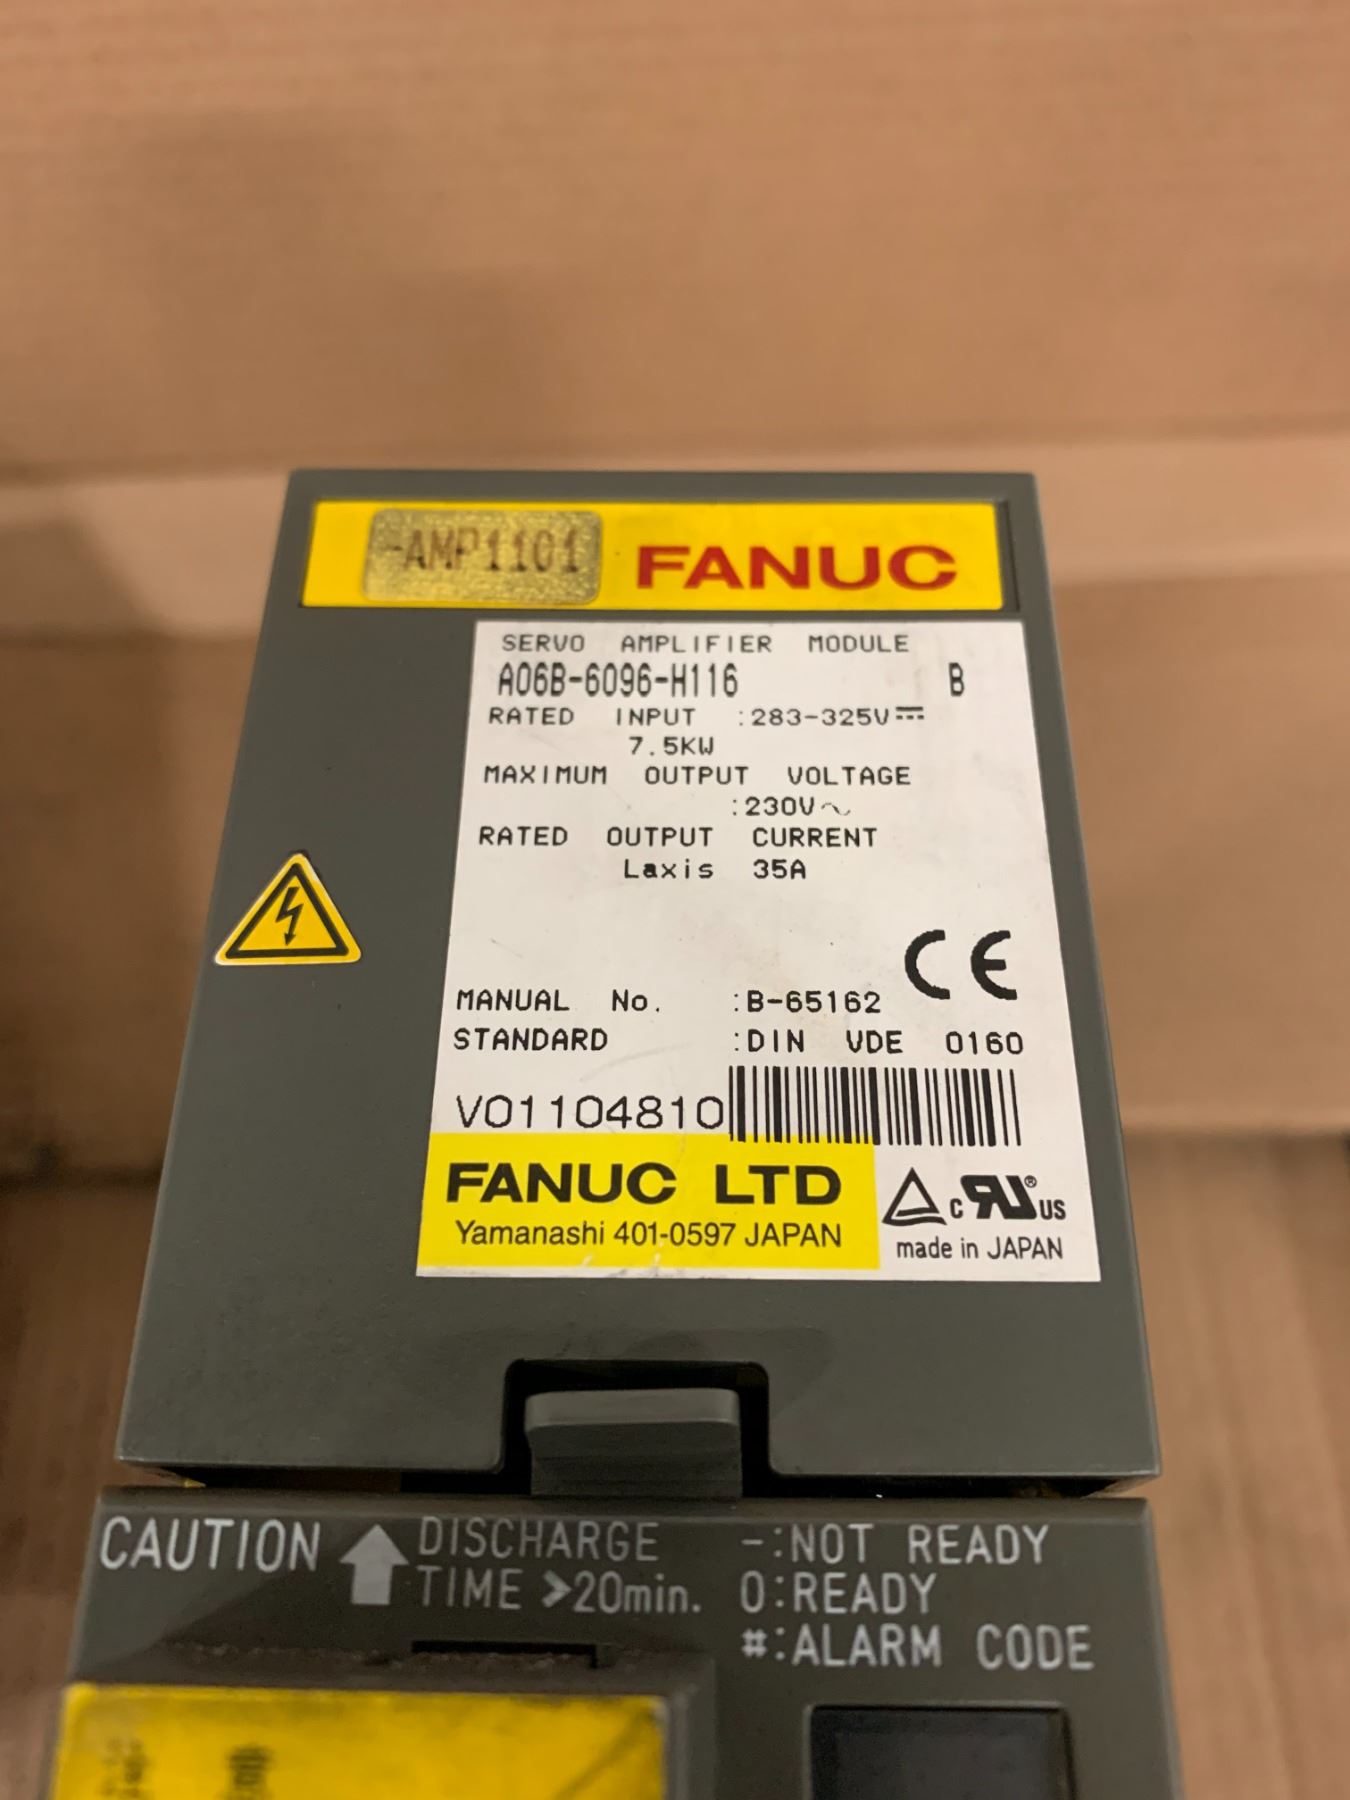 -AMP1101 FANUC
SERVO AMPLIFIER MODULE
A06B-6096-H116 B
RATED INPUT :283-325V⎓
7.5KW
MAXIMUM OUTPUT VOLTAGE
:230V~
RATED OUTPUT CURRENT
Laxis 35A
CE
MANUAL No. :B-65162
STANDARD :DIN VDE 0160
V01104810
FANUC LTD
Yamanashi 401-0597 JAPAN
c RU® US
made in JAPAN
CAUTION DISCHARGE -:NOT READY
TIME >20min. 0:READY
#:ALARM CODE